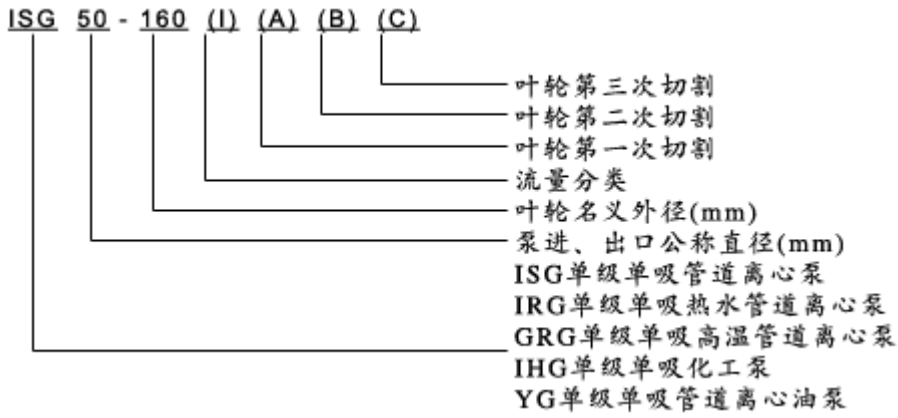 ISG 50 - 160 (I) (A) (B) (C)
叶轮第三次切割
叶轮第二次切割
叶轮第一次切割
流量分类
叶轮名义外径(mm)
泵进、出口公称直径(mm)
ISG单级单吸管道离心泵
IRG单级单吸热水管道离心泵
GRG单级单吸高温管道离心泵
IHG单级单吸化工泵
YG单级单吸管道离心油泵